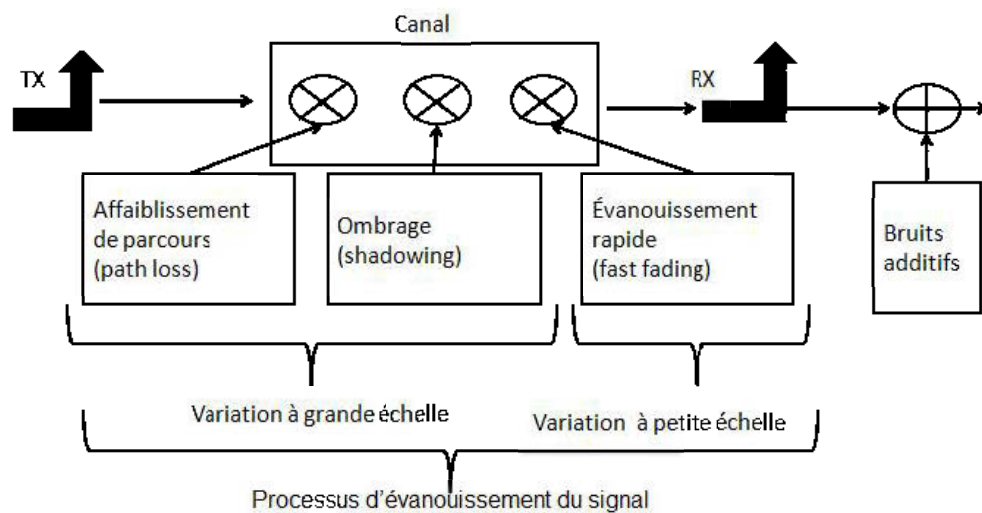 Canal
TX
RX
Affaiblissement
de parcours
(path loss)
Ombrage
(shadowing)
Évanouissement
rapide
(fast fading)
Bruits
additifs
Variation à grande échelle
Variation à petite échelle
Processus d’évanouissement du signal